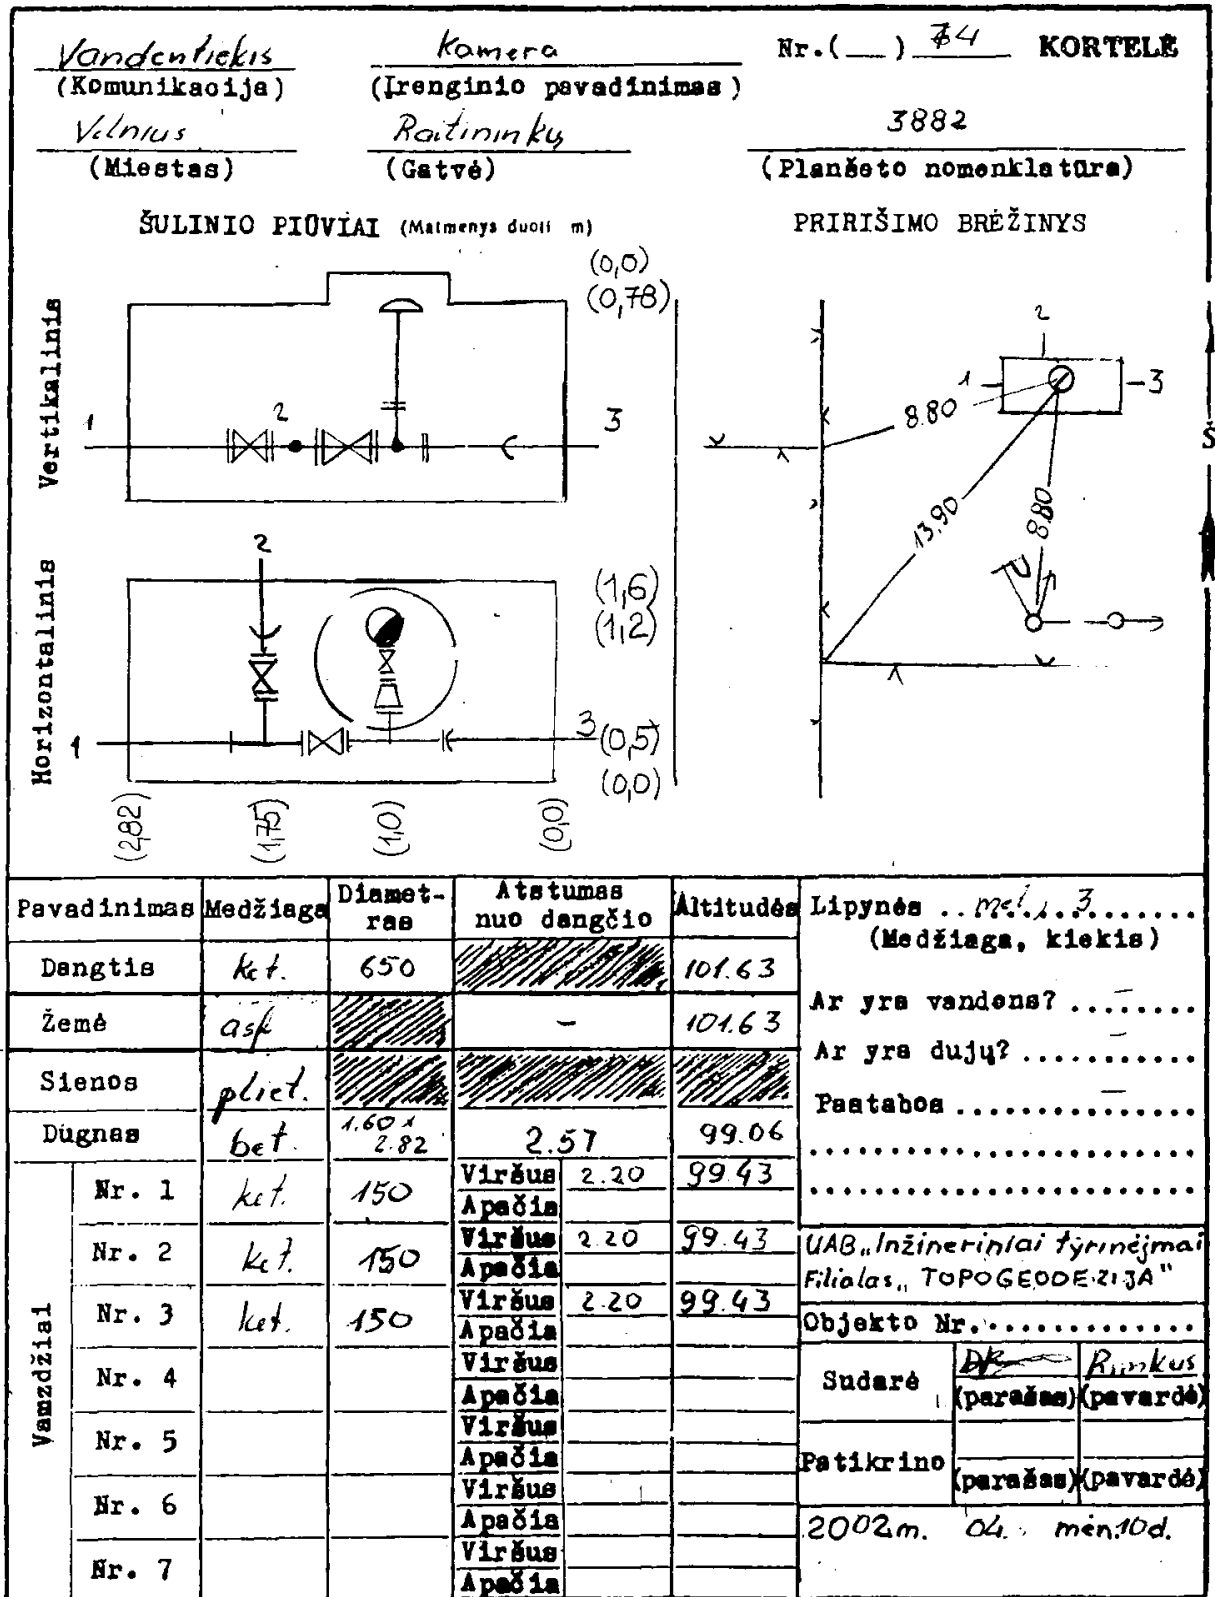 Vandentiekis Kamera Nr.(__) 74 KORTELĖ
(Komunikacija) (Įrenginio pavadinimas)
Vilnius Raitininkų 3882
(Miestas) (Gatvė) (Planšeto nomenklatūra)
ŠULINIO PIŪVIAI (Matmenys duoti m) PRIRIŠIMO BRĖŽINYS
(0,0)
(0,78)
Vertikalinis
1 2 3
2
1 3
8.80
13.90
8.80
Š
Horizontalinis
2
(1,6)
(1,2)
1 3 (0,5)
(0,0)
(2,82) (1,75) (1,0) (0,0)
Pavadinimas Medžiaga Diamet-ras Atstumas nuo dangčio Altitudės
Dangtis ket. 650 101.63
Žemė asf - 101.63
Sienos pliet.
Dugnas bet. 1.60 x 2.82 2.57 99.06
Vamzdžiai
Nr. 1 ket. 150 Viršus 2.20 99.43
Apačia
Nr. 2 ket. 150 Viršus 2.20 99.43
Apačia
Nr. 3 ket. 150 Viršus 2.20 99.43
Apačia
Nr. 4 Viršus
Apačia
Nr. 5 Viršus
Apačia
Nr. 6 Viršus
Apačia
Nr. 7 Viršus
Apačia
Lipynės .. met., 3.......
(Medžiaga, kiekis)
Ar yra vandens? ..–.....
Ar yra dujų? .....–.....
Pastabos .........–.....
UAB „Inžineriniai tyrinėjimai
Filialas „TOPOGEODEZIJA"
Objekto Nr.............
Sudarė Rimkus
(parašas) (pavardė)
Patikrino
(parašas) (pavardė)
2002m. 04. mėn.10d.